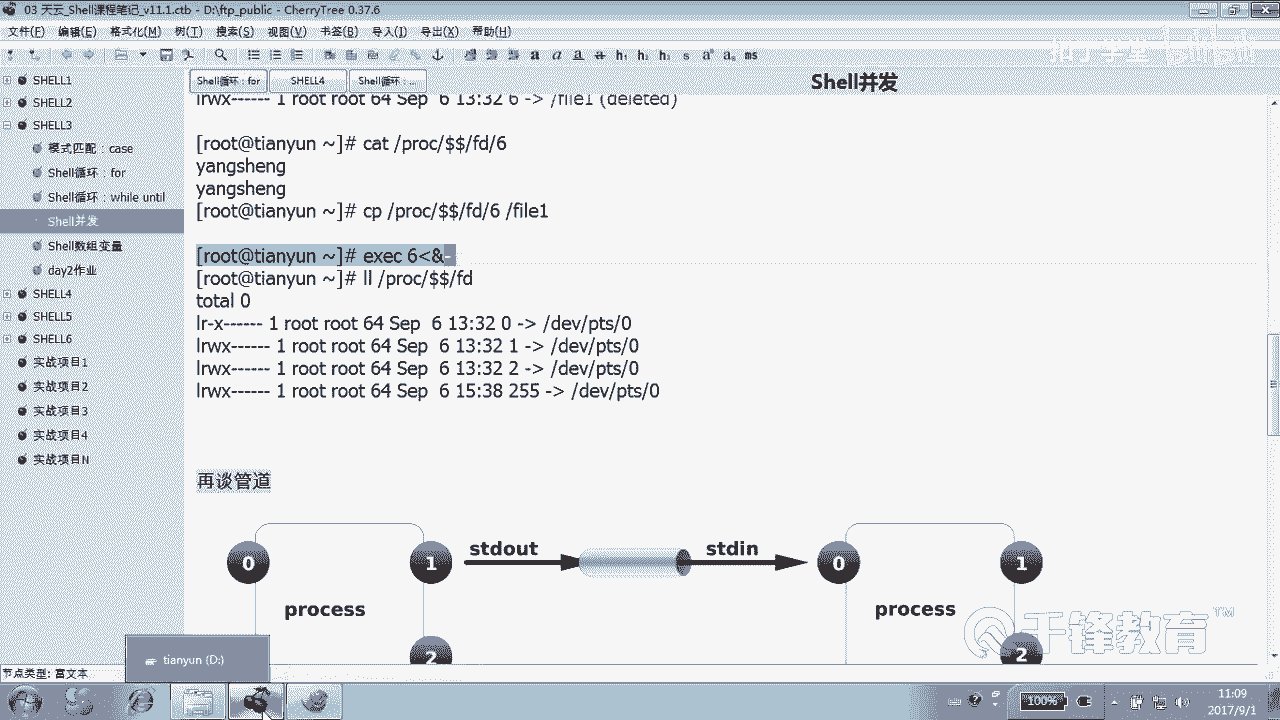 03 天云_Shell课程笔记_v11.1.ctb - D:\ftp_public - CherryTree 0.37.6
文件(F) 编辑(E) 格式化(M) 树(T) 搜索(S) 视图(V) 书签(B) 导入(I) 导出(X) 帮助(H)
h₁ h₂ h₃ s aˢ aₛ ms
扣丁学堂 bilibili
SHELL1
SHELL2
SHELL3
模式匹配：case
Shell循环：for
Shell循环：while until
Shell并发
Shell数组变量
day2作业
SHELL4
SHELL5
SHELL6
实战项目1
实战项目2
实战项目3
实战项目4
实战项目N
Shell循环：for SHELL4 Shell循环：...
Shell并发
lrwx------ 1 root root 64 Sep 6 13:32 6 -> /file1 (deleted)
[root@tianyun ~]# cat /proc/$$/fd/6
yangsheng
yangsheng
[root@tianyun ~]# cp /proc/$$/fd/6 /file1
[root@tianyun ~]# exec 6<&-
[root@tianyun ~]# ll /proc/$$/fd
total 0
lr-x------ 1 root root 64 Sep 6 13:32 0 -> /dev/pts/0
lrwx------ 1 root root 64 Sep 6 13:32 1 -> /dev/pts/0
lrwx------ 1 root root 64 Sep 6 13:32 2 -> /dev/pts/0
lrwx------ 1 root root 64 Sep 6 15:38 255 -> /dev/pts/0
再谈管道
0 1 stdout stdin 0 1
process process
2 2
千锋教育™
tianyun (D:)
节点类型: 富文本
100%
11:09
2017/9/1